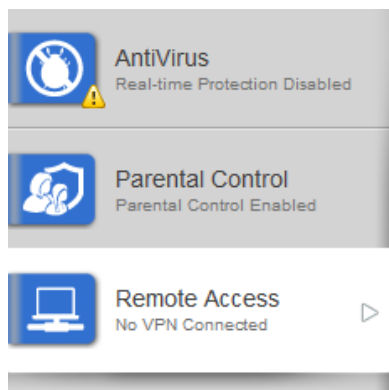 AntiVirus
Real-time Protection Disabled
Parental Control
Parental Control Enabled
Remote Access
No VPN Connected